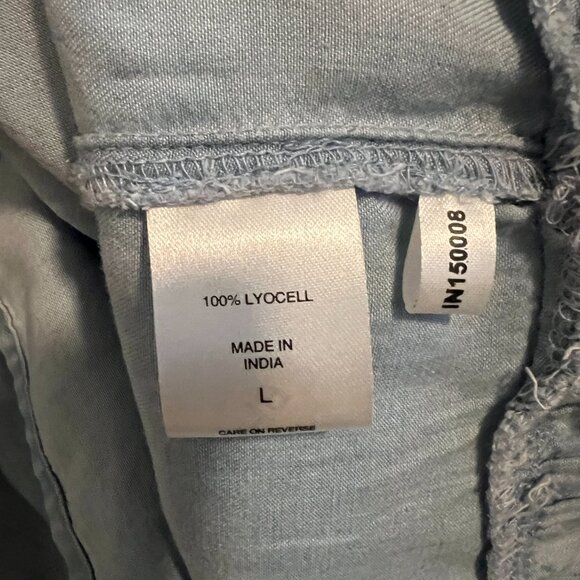 100% LYOCELL
MADE IN
INDIA
L
CARE ON REVERSE
IN150008